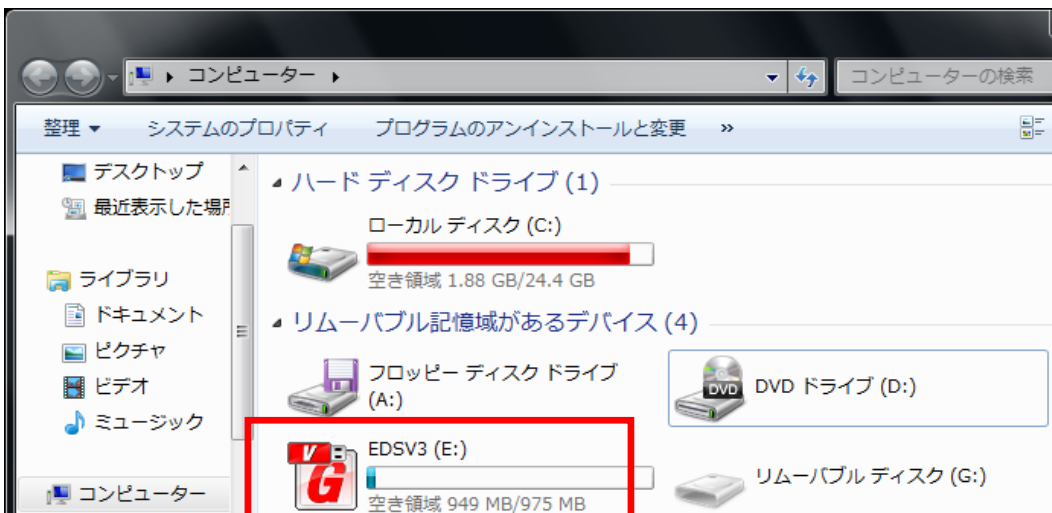 コンピューター
コンピューターの検索
整理
システムのプロパティ
プログラムのアンインストールと変更
»
デスクトップ
最近表示した場所
ライブラリ
ドキュメント
ピクチャ
ビデオ
ミュージック
コンピューター
ハード ディスク ドライブ (1)
ローカル ディスク (C:)
空き領域 1.88 GB/24.4 GB
リムーバブル記憶域があるデバイス (4)
フロッピー ディスク ドライブ
(A:)
DVD
DVD ドライブ (D:)
V
G
EDSV3 (E:)
空き領域 949 MB/975 MB
リムーバブル ディスク (G:)